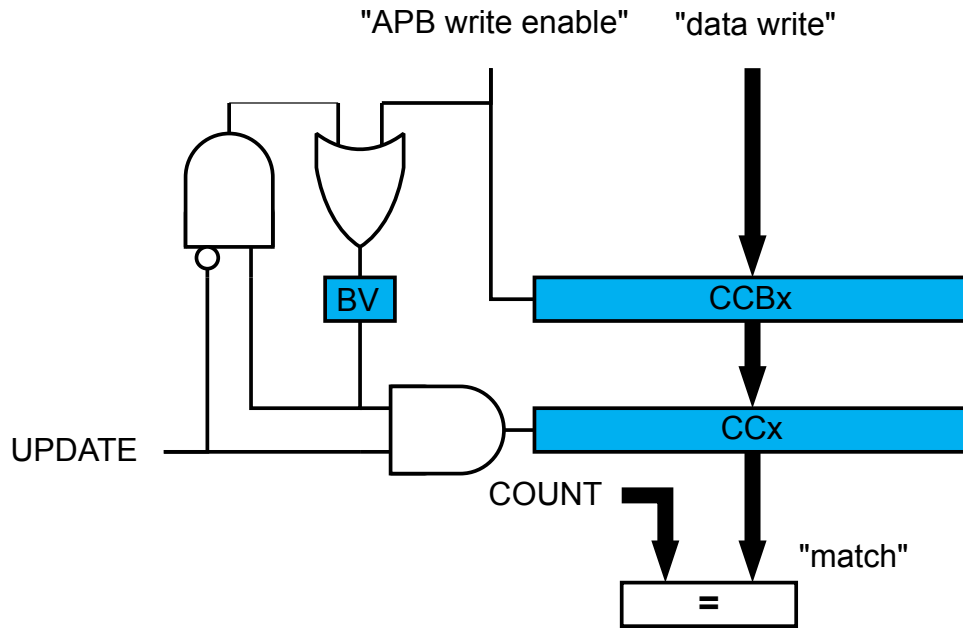 "APB write enable"
"data write"
BV
CCBx
CCx
UPDATE
COUNT
"match"
=